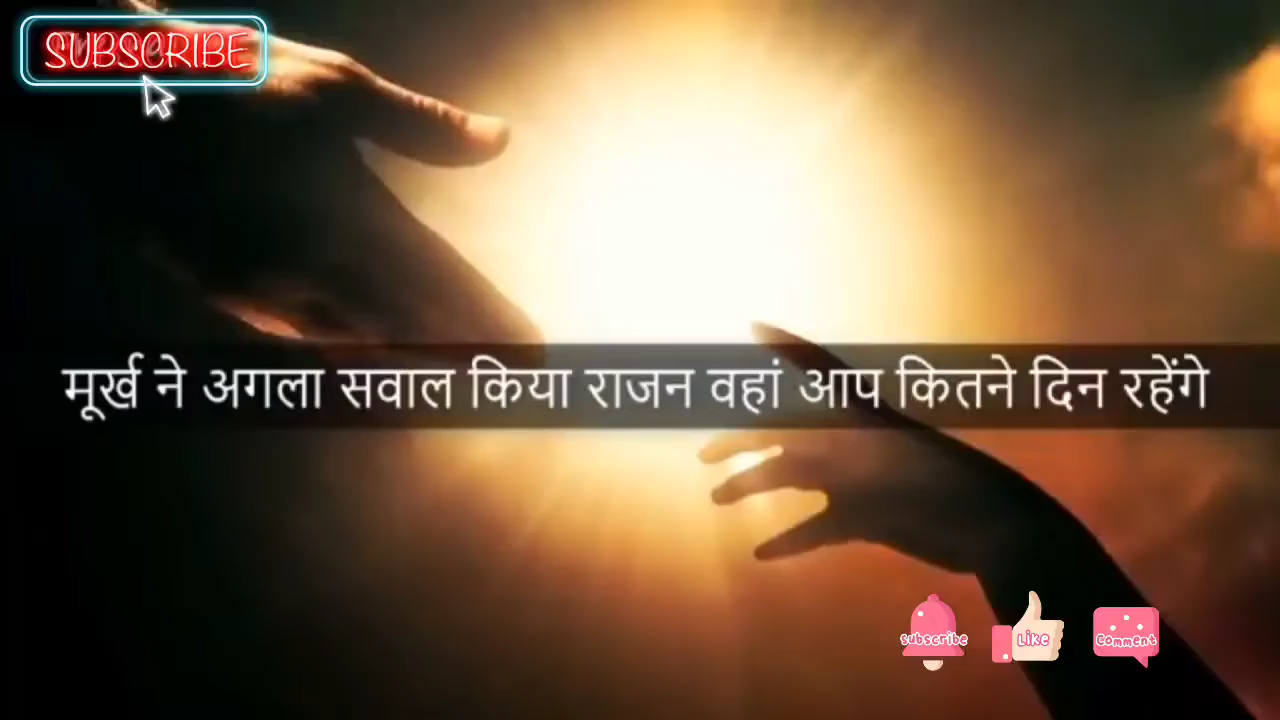 SUBSCRIBE
मूर्ख ने अगला सवाल किया राजन वहां आप कितने दिन रहेंगे
subscribe
Like
Comment